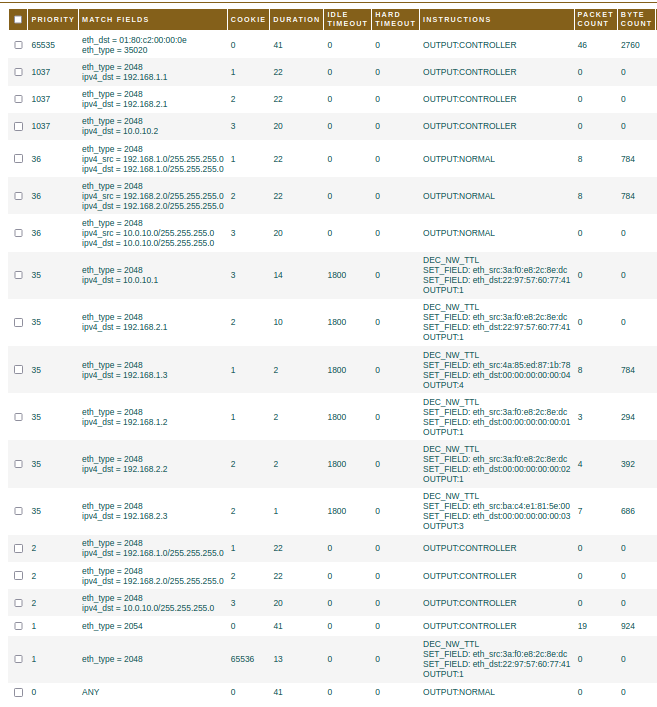 PRIORITY MATCH FIELDS COOKIE DURATION IDLE TIMEOUT HARD TIMEOUT INSTRUCTIONS PACKET COUNT BYTE COUNT
65535 eth_dst = 01:80:c2:00:00:0e 0 41 0 0 OUTPUT:CONTROLLER 46 2760
eth_type = 35020
1037 eth_type = 2048 1 22 0 0 OUTPUT:CONTROLLER 0 0
ipv4_dst = 192.168.1.1
1037 eth_type = 2048 2 22 0 0 OUTPUT:CONTROLLER 0 0
ipv4_dst = 192.168.2.1
1037 eth_type = 2048 3 20 0 0 OUTPUT:CONTROLLER 0 0
ipv4_dst = 10.0.10.2
36 eth_type = 2048 1 22 0 0 OUTPUT:NORMAL 8 784
ipv4_src = 192.168.1.0/255.255.255.0
ipv4_dst = 192.168.1.0/255.255.255.0
36 eth_type = 2048 2 22 0 0 OUTPUT:NORMAL 8 784
ipv4_src = 192.168.2.0/255.255.255.0
ipv4_dst = 192.168.2.0/255.255.255.0
36 eth_type = 2048 3 20 0 0 OUTPUT:NORMAL 0 0
ipv4_src = 10.0.10.0/255.255.255.0
ipv4_dst = 10.0.10.0/255.255.255.0
35 eth_type = 2048 3 14 1800 0 DEC_NW_TTL 0 0
ipv4_dst = 10.0.10.1 SET_FIELD: eth_src:3a:f0:e8:2c:8e:dc
SET_FIELD: eth_dst:22:97:57:60:77:41
OUTPUT:1
35 eth_type = 2048 2 10 1800 0 DEC_NW_TTL 0 0
ipv4_dst = 192.168.2.1 SET_FIELD: eth_src:3a:f0:e8:2c:8e:dc
SET_FIELD: eth_dst:22:97:57:60:77:41
OUTPUT:1
35 eth_type = 2048 1 2 1800 0 DEC_NW_TTL 8 784
ipv4_dst = 192.168.1.3 SET_FIELD: eth_src:4a:85:ed:87:1b:78
SET_FIELD: eth_dst:00:00:00:00:00:04
OUTPUT:4
35 eth_type = 2048 1 2 1800 0 DEC_NW_TTL 3 294
ipv4_dst = 192.168.1.2 SET_FIELD: eth_src:3a:f0:e8:2c:8e:dc
SET_FIELD: eth_dst:00:00:00:00:00:01
OUTPUT:1
35 eth_type = 2048 2 2 1800 0 DEC_NW_TTL 4 392
ipv4_dst = 192.168.2.2 SET_FIELD: eth_src:3a:f0:e8:2c:8e:dc
SET_FIELD: eth_dst:00:00:00:00:00:02
OUTPUT:1
35 eth_type = 2048 2 1 1800 0 DEC_NW_TTL 7 686
ipv4_dst = 192.168.2.3 SET_FIELD: eth_src:ba:c4:e1:81:5e:00
SET_FIELD: eth_dst:00:00:00:00:00:03
OUTPUT:3
2 eth_type = 2048 1 22 0 0 OUTPUT:CONTROLLER 0 0
ipv4_dst = 192.168.1.0/255.255.255.0
2 eth_type = 2048 2 22 0 0 OUTPUT:CONTROLLER 0 0
ipv4_dst = 192.168.2.0/255.255.255.0
2 eth_type = 2048 3 20 0 0 OUTPUT:CONTROLLER 0 0
ipv4_dst = 10.0.10.0/255.255.255.0
1 eth_type = 2054 0 41 0 0 OUTPUT:CONTROLLER 19 924
1 eth_type = 2048 65536 13 0 0 DEC_NW_TTL 0 0
SET_FIELD: eth_src:3a:f0:e8:2c:8e:dc
SET_FIELD: eth_dst:22:97:57:60:77:41
OUTPUT:1
0 ANY 0 41 0 0 OUTPUT:NORMAL 0 0